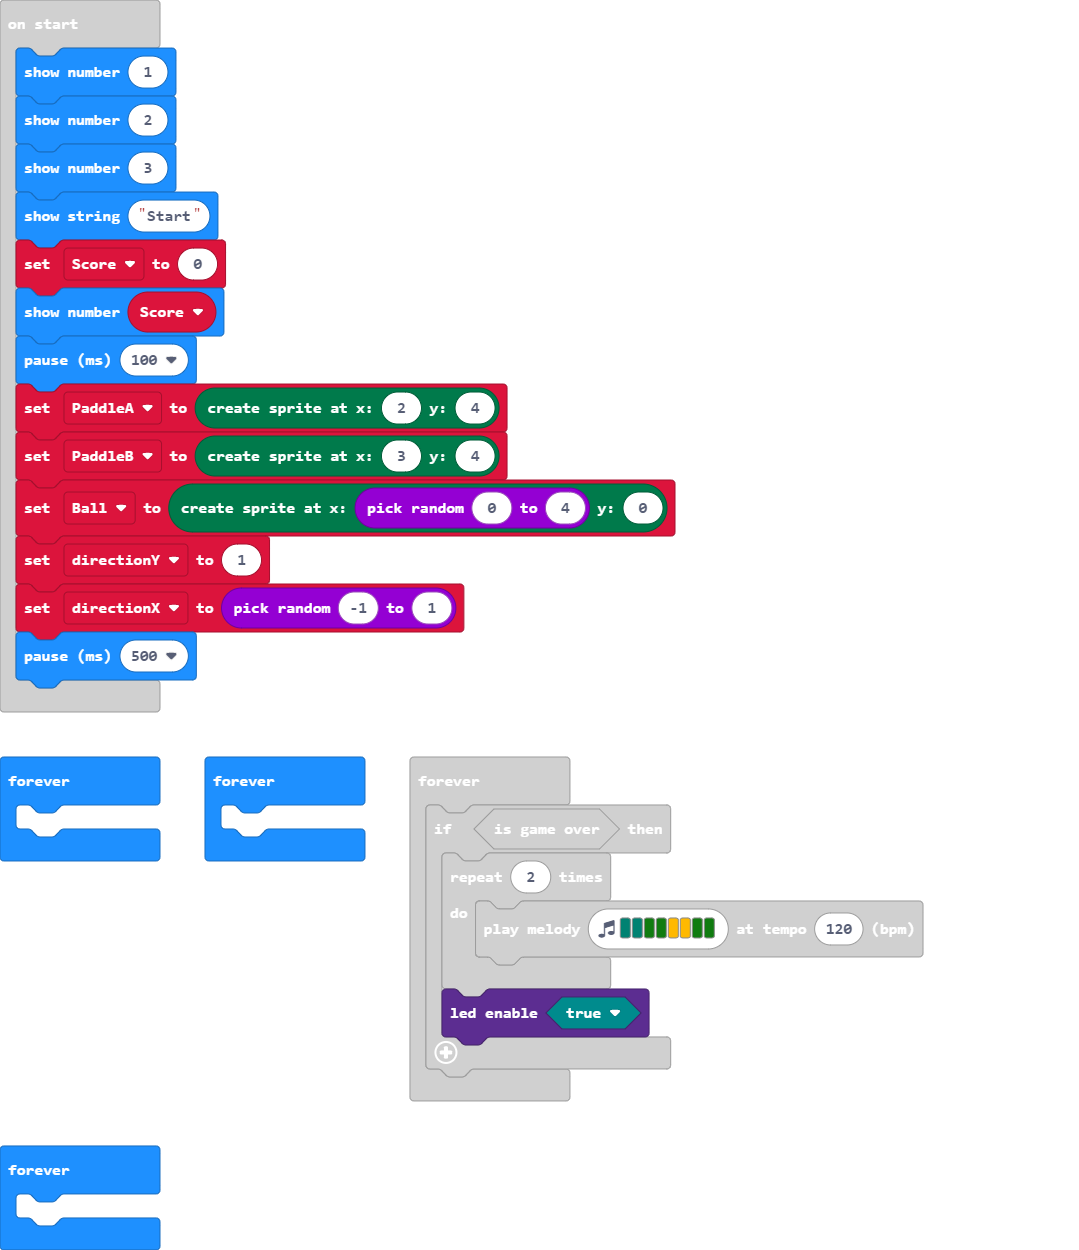 on start
show number 1
show number 2
show number 3
show string "Start"
set Score to 0
show number Score
pause (ms) 100
set PaddleA to create sprite at x: 2 y: 4
set PaddleB to create sprite at x: 3 y: 4
set Ball to create sprite at x: pick random 0 to 4 y: 0
set directionY to 1
set directionX to pick random -1 to 1
pause (ms) 500
forever
forever
forever
if is game over then
repeat 2 times
do
play melody at tempo 120 (bpm)
led enable true
forever